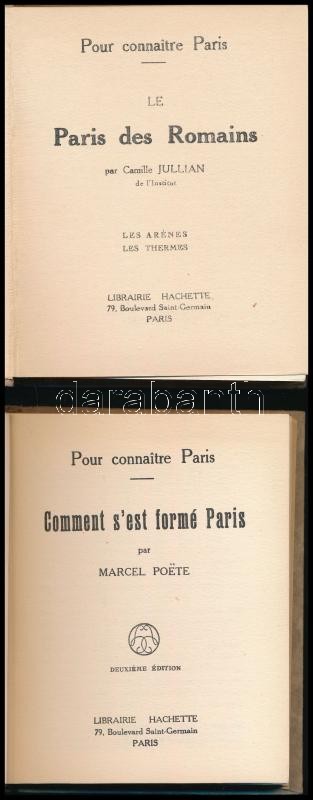 Pour connaître Paris
LE
Paris des Romains
par Camille JULLIAN
de l'Institut
LES ARÈNES
LES THERMES
LIBRAIRIE HACHETTE
79, Boulevard Saint-Germain
PARIS
darabanth
Pour connaître Paris
Comment s'est formé Paris
par
MARCEL POËTE
DEUXIÈME ÉDITION
LIBRAIRIE HACHETTE
79, Boulevard Saint-Germain
PARIS